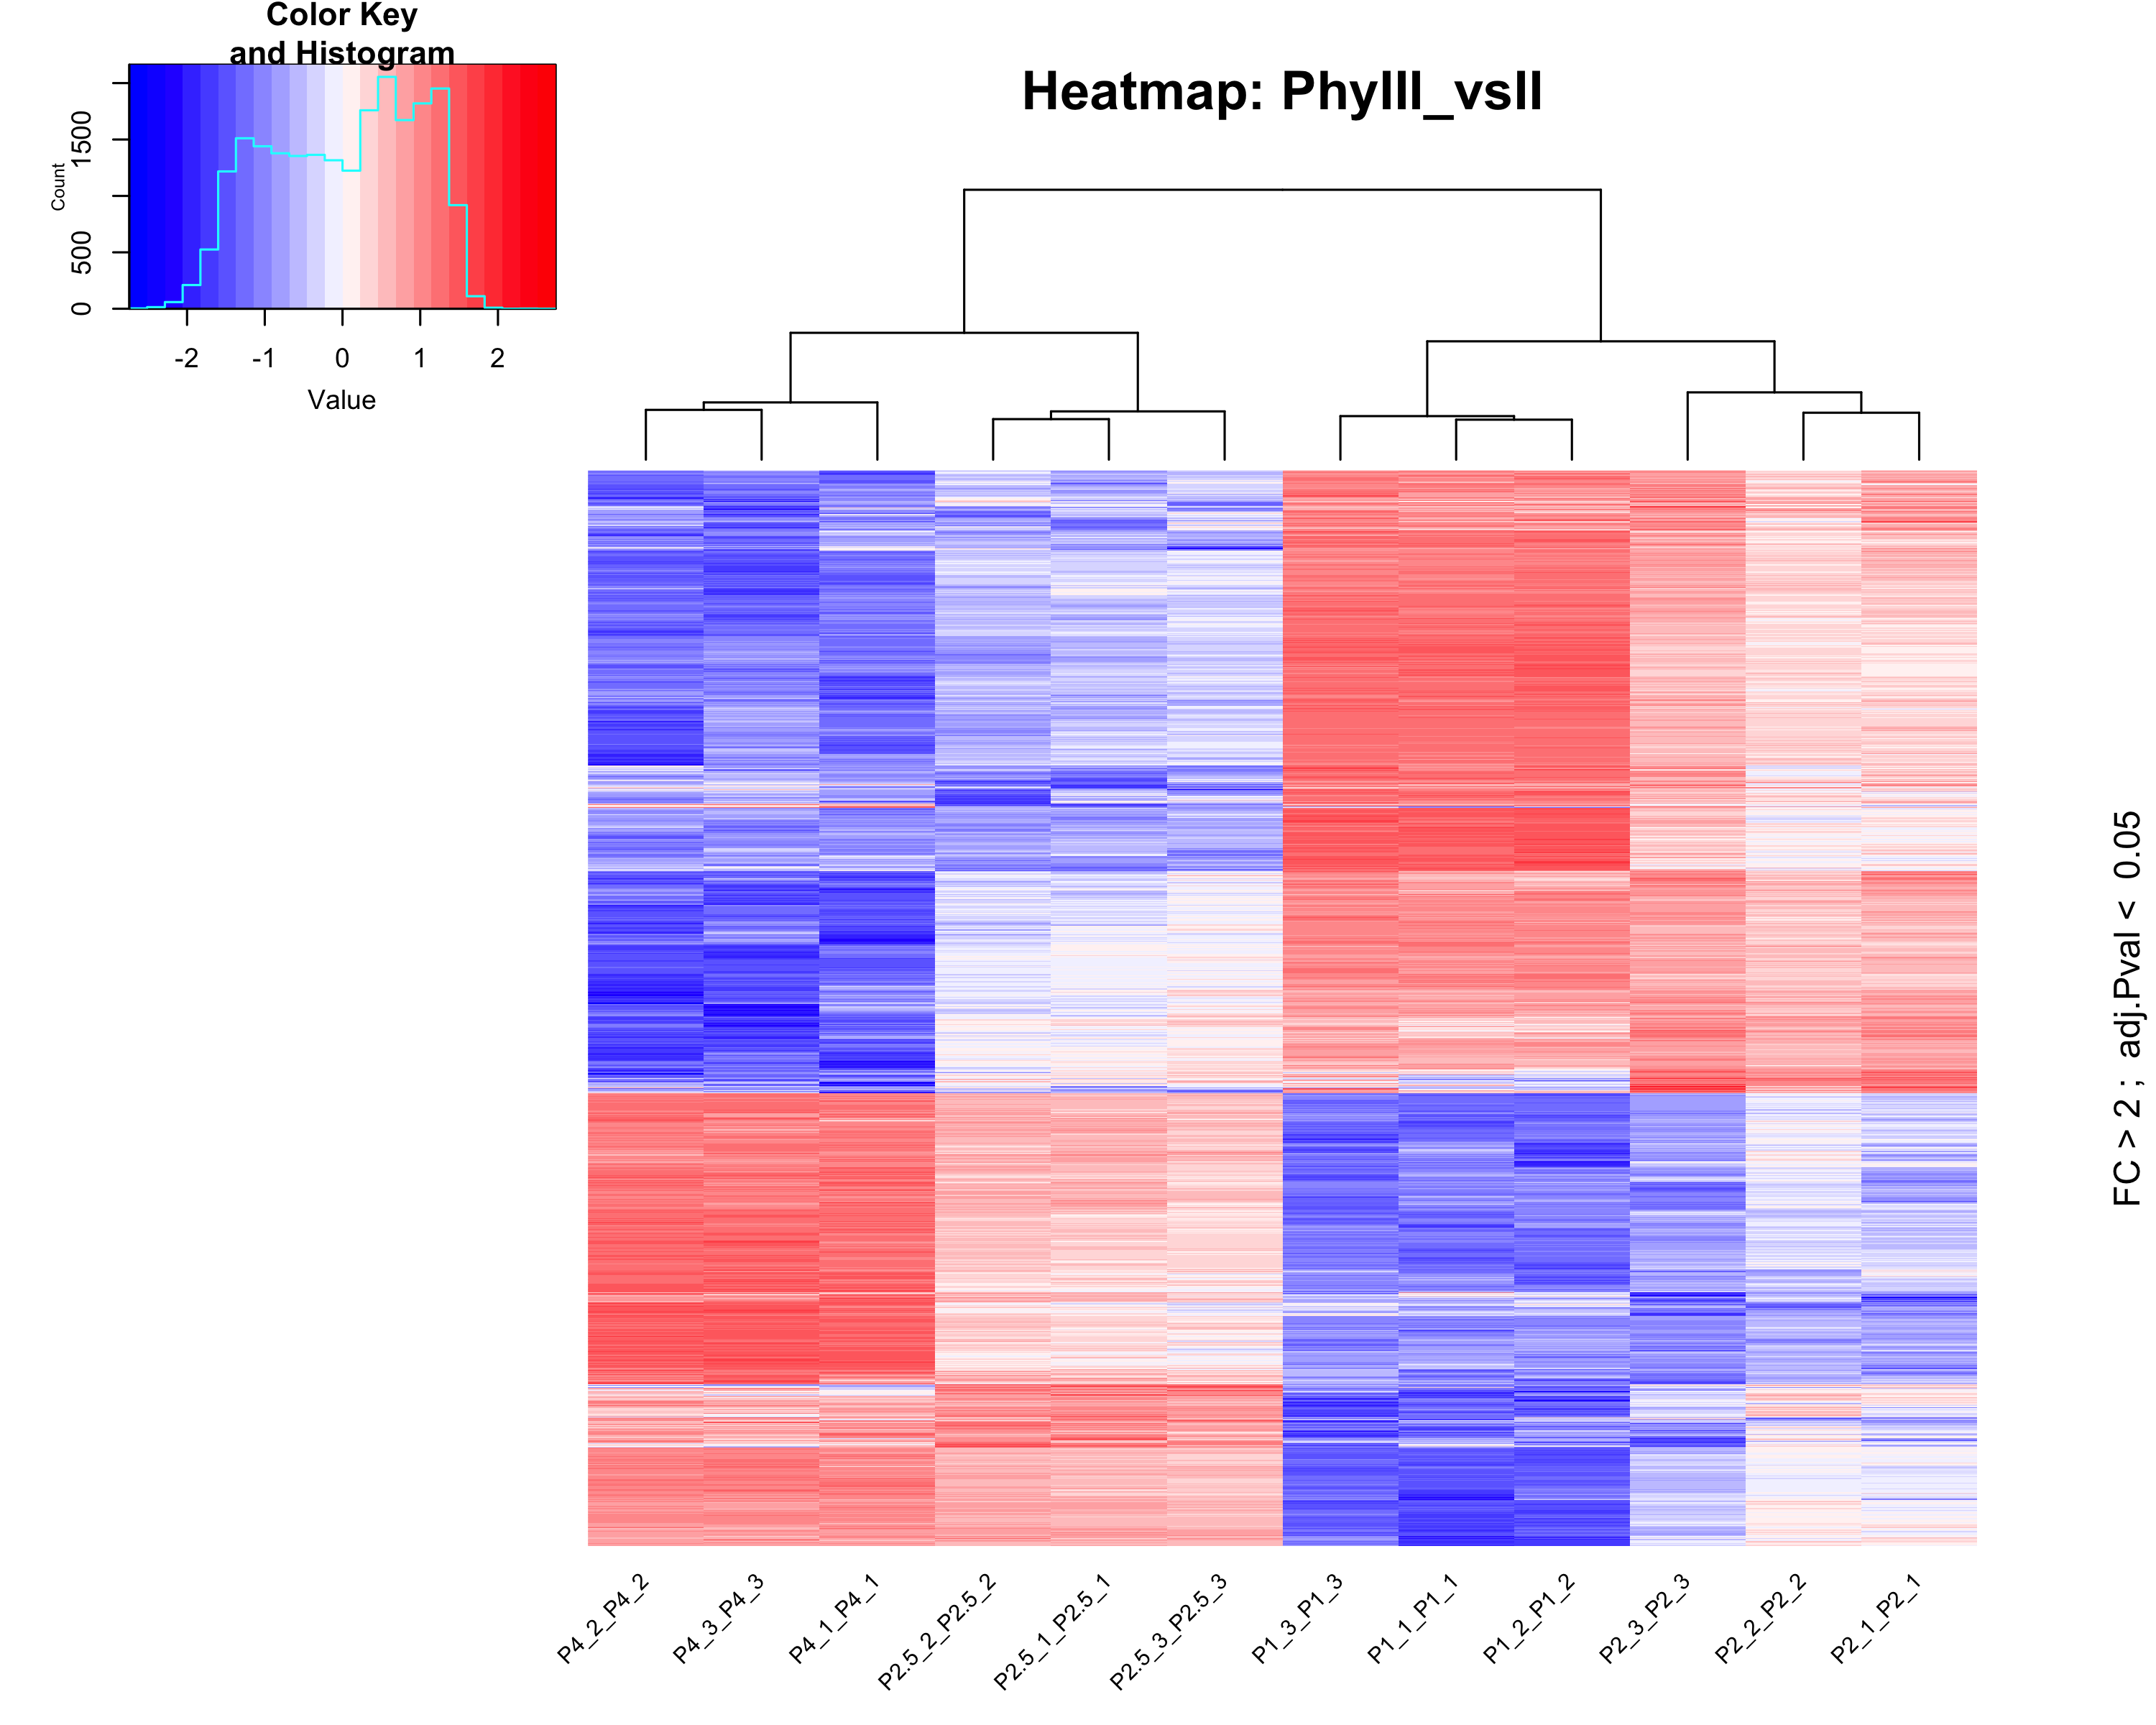 Color Key
and Histogram
Count
0
500
1500
-2 -1 0 1 2
Value
Heatmap: PhyIII_vsII
FC > 2 ; adj.Pval < 0.05
P4_2_P4_2
P4_3_P4_3
P4_1_P4_1
P2.5_2_P2.5_2
P2.5_1_P2.5_1
P2.5_3_P2.5_3
P1_3_P1_3
P1_1_P1_1
P1_2_P1_2
P2_3_P2_3
P2_2_P2_2
P2_1_P2_1